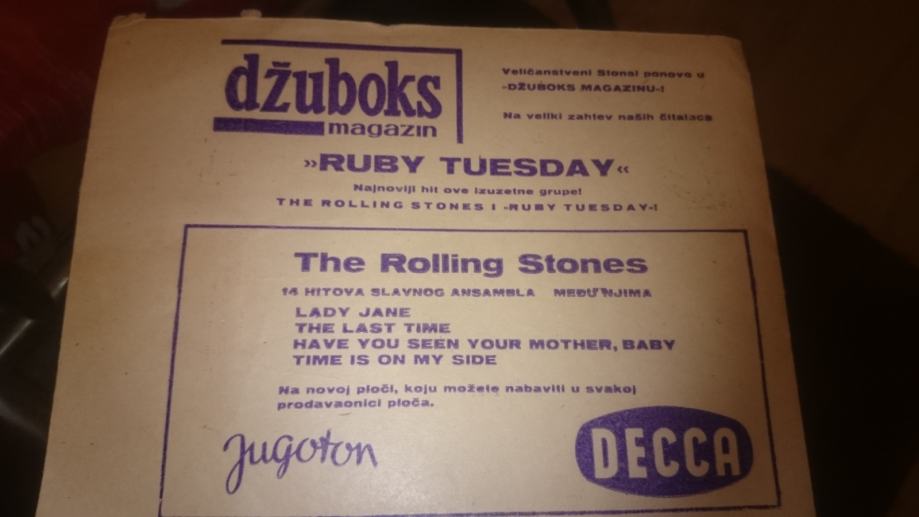 džuboks
magazin
Veličanstveni Stonsi ponovo u
-DŽUBOKS MAGAZINU-!
Na veliki zahtev naših čitalaca
»RUBY TUESDAY«
Najnoviji hit ove izuzetne grupe!
THE ROLLING STONES I -RUBY TUESDAY-!
The Rolling Stones
14 HITOVA SLAVNOG ANSAMBLA MEĐU NJIMA
LADY JANE
THE LAST TIME
HAVE YOU SEEN YOUR MOTHER, BABY
TIME IS ON MY SIDE
Na novoj ploči, koju možete nabaviti u svakoj
prodavaonici ploča.
Jugoton
DECCA